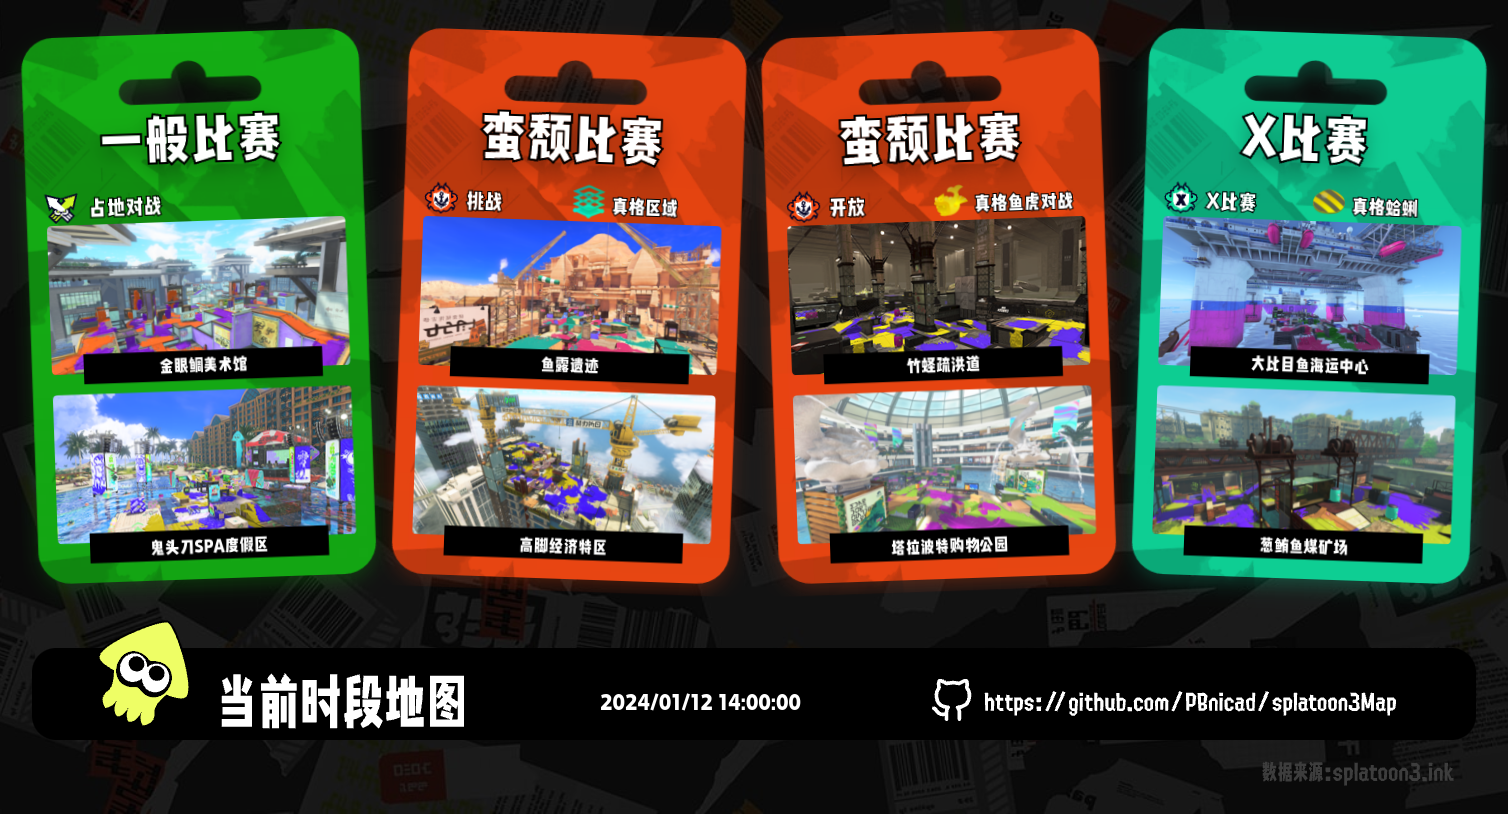 一般比赛
占地对战
金眼鲷美术馆
鬼头刀SPA度假区
蛮颓比赛
挑战
真格区域
鱼露遗迹
高脚经济特区
蛮颓比赛
开放
真格鱼虎对战
竹蛏疏洪道
塔拉波特购物公园
X比赛
X比赛
真格蛤蜊
大比目鱼海运中心
葱鲔鱼煤矿场
当前时段地图
2024/01/12 14:00:00
https://github.com/PBnicad/splatoon3Map
数据来源:splatoon3.ink